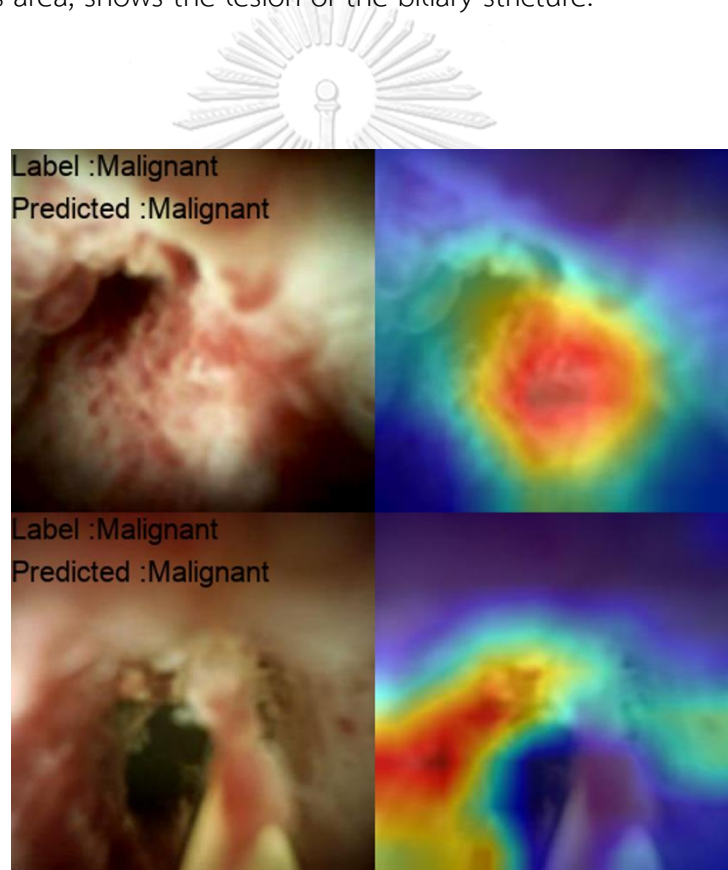 s area, shows the lesion of the biliary stricture.
Label :Malignant
Predicted :Malignant
Label :Malignant
Predicted :Malignant